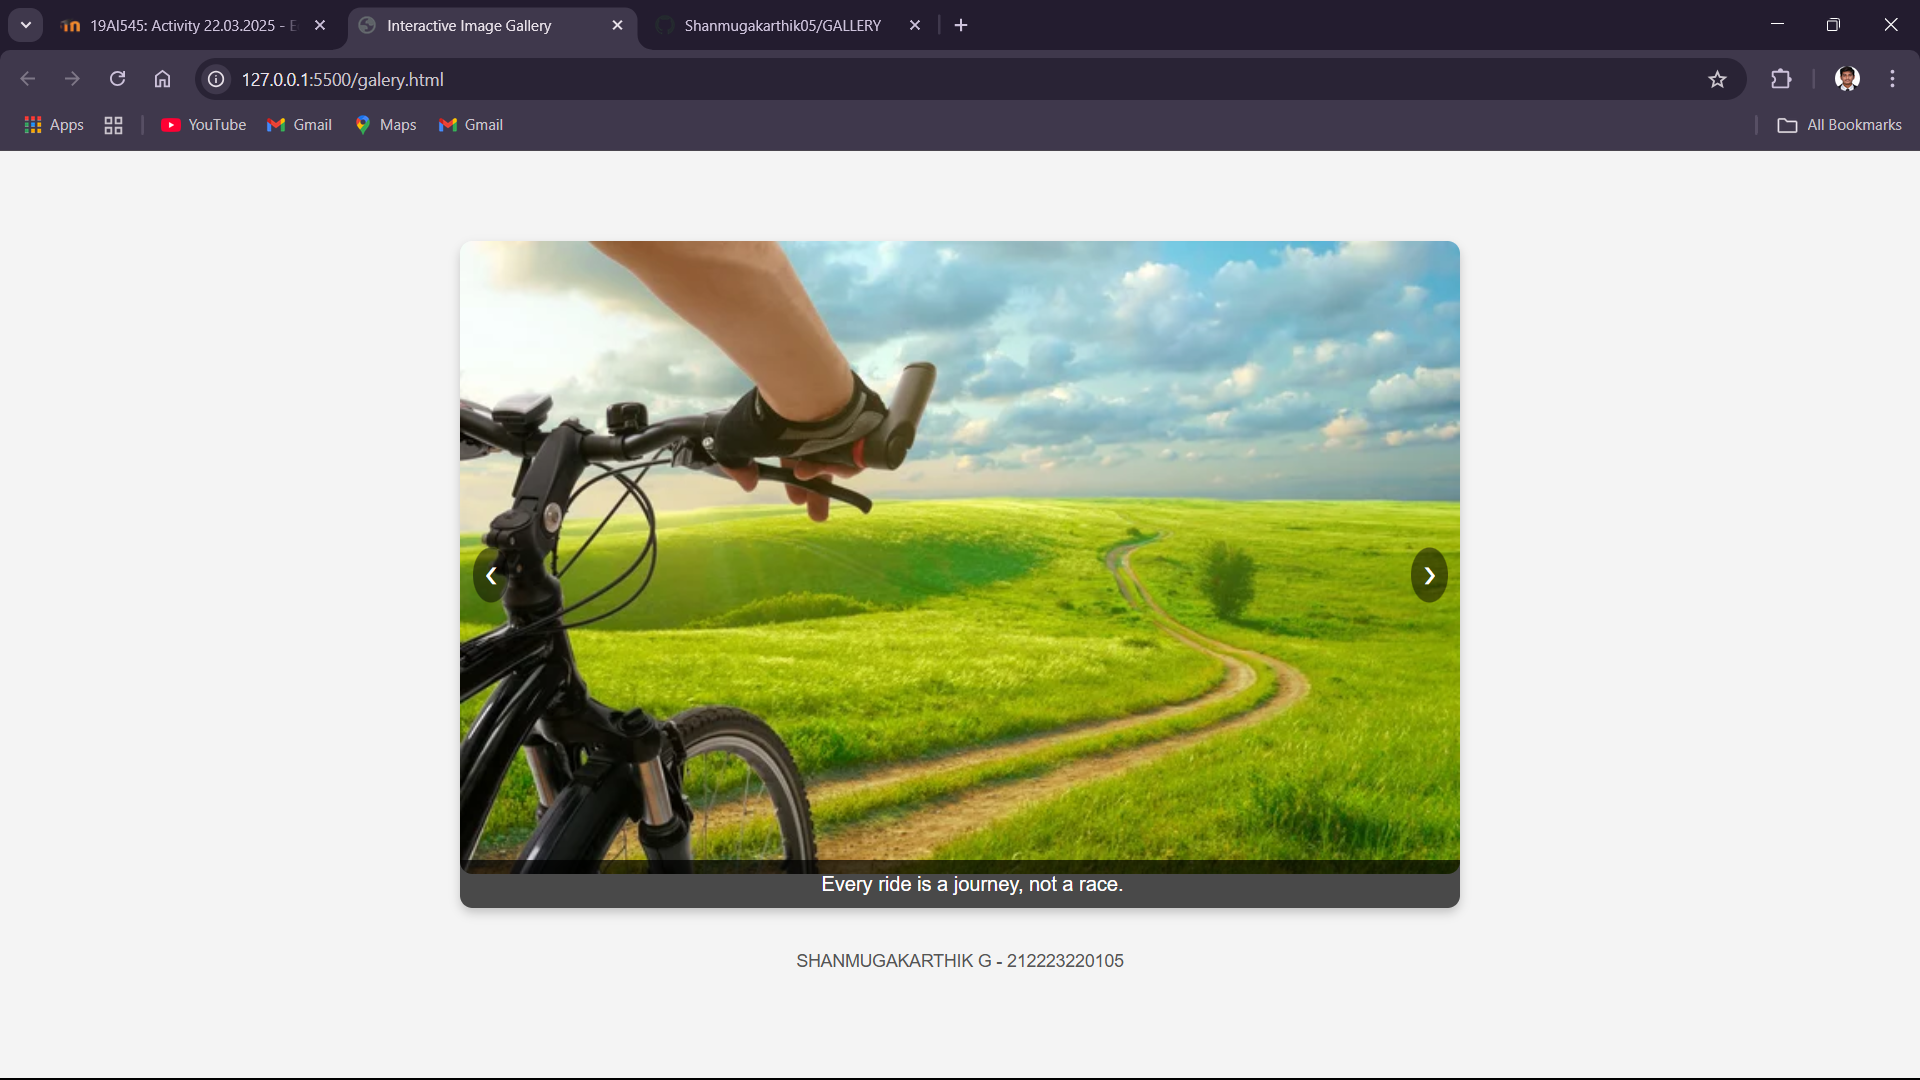 19AI545: Activity 22.03.2025 -
Interactive Image Gallery
Shanmugakarthik05/GALLERY
127.0.0.1:5500/galery.html
Apps
YouTube
Gmail
Maps
Gmail
All Bookmarks
❮
❯
Every ride is a journey, not a race.
SHANMUGAKARTHIK G - 212223220105